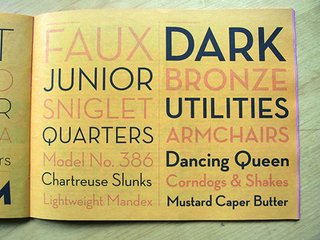 FAUX
JUNIOR
SNIGLET
QUARTERS
Model No. 386
Chartreuse Slunks
Lightweight Mandex
DARK
BRONZE
UTILITIES
ARMCHAIRS
Dancing Queen
Corndogs & Shakes
Mustard Caper Butter